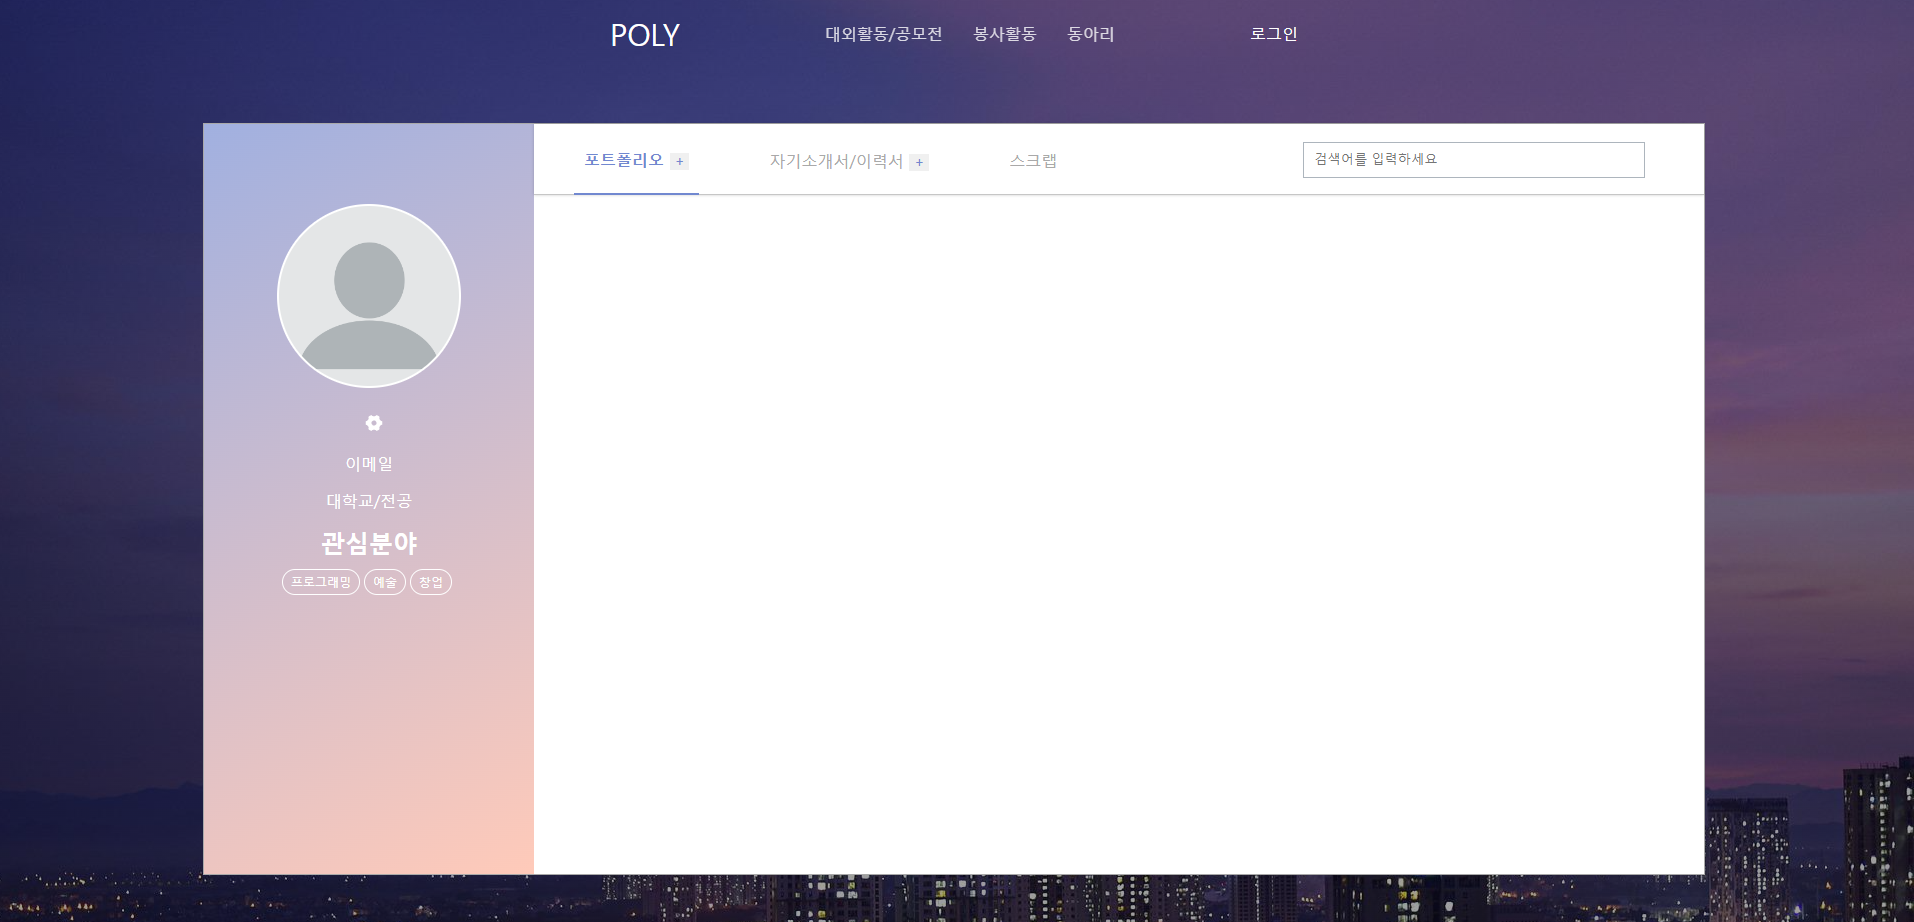 POLY 대외활동/공모전 봉사활동 동아리 로그인
포트폴리오 + 자기소개서/이력서 + 스크랩 검색어를 입력하세요
이메일
대학교/전공
관심분야
프로그래밍 예술 창업